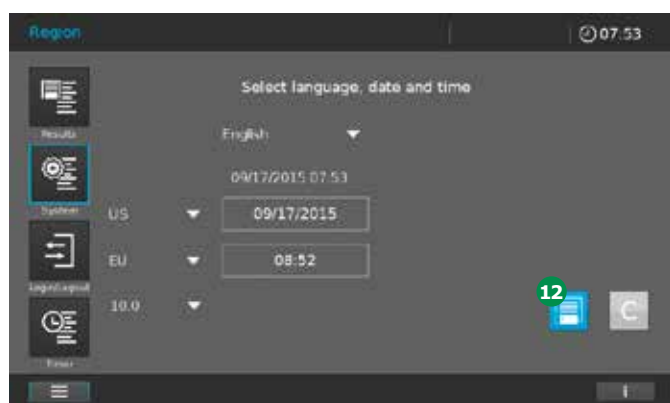 Region
07:53
Select language, date and time
Results
English
09/17/2015 07:53
System
US
09/17/2015
EU
08:52
Login/Logout
10.0
12
C
Timer
i